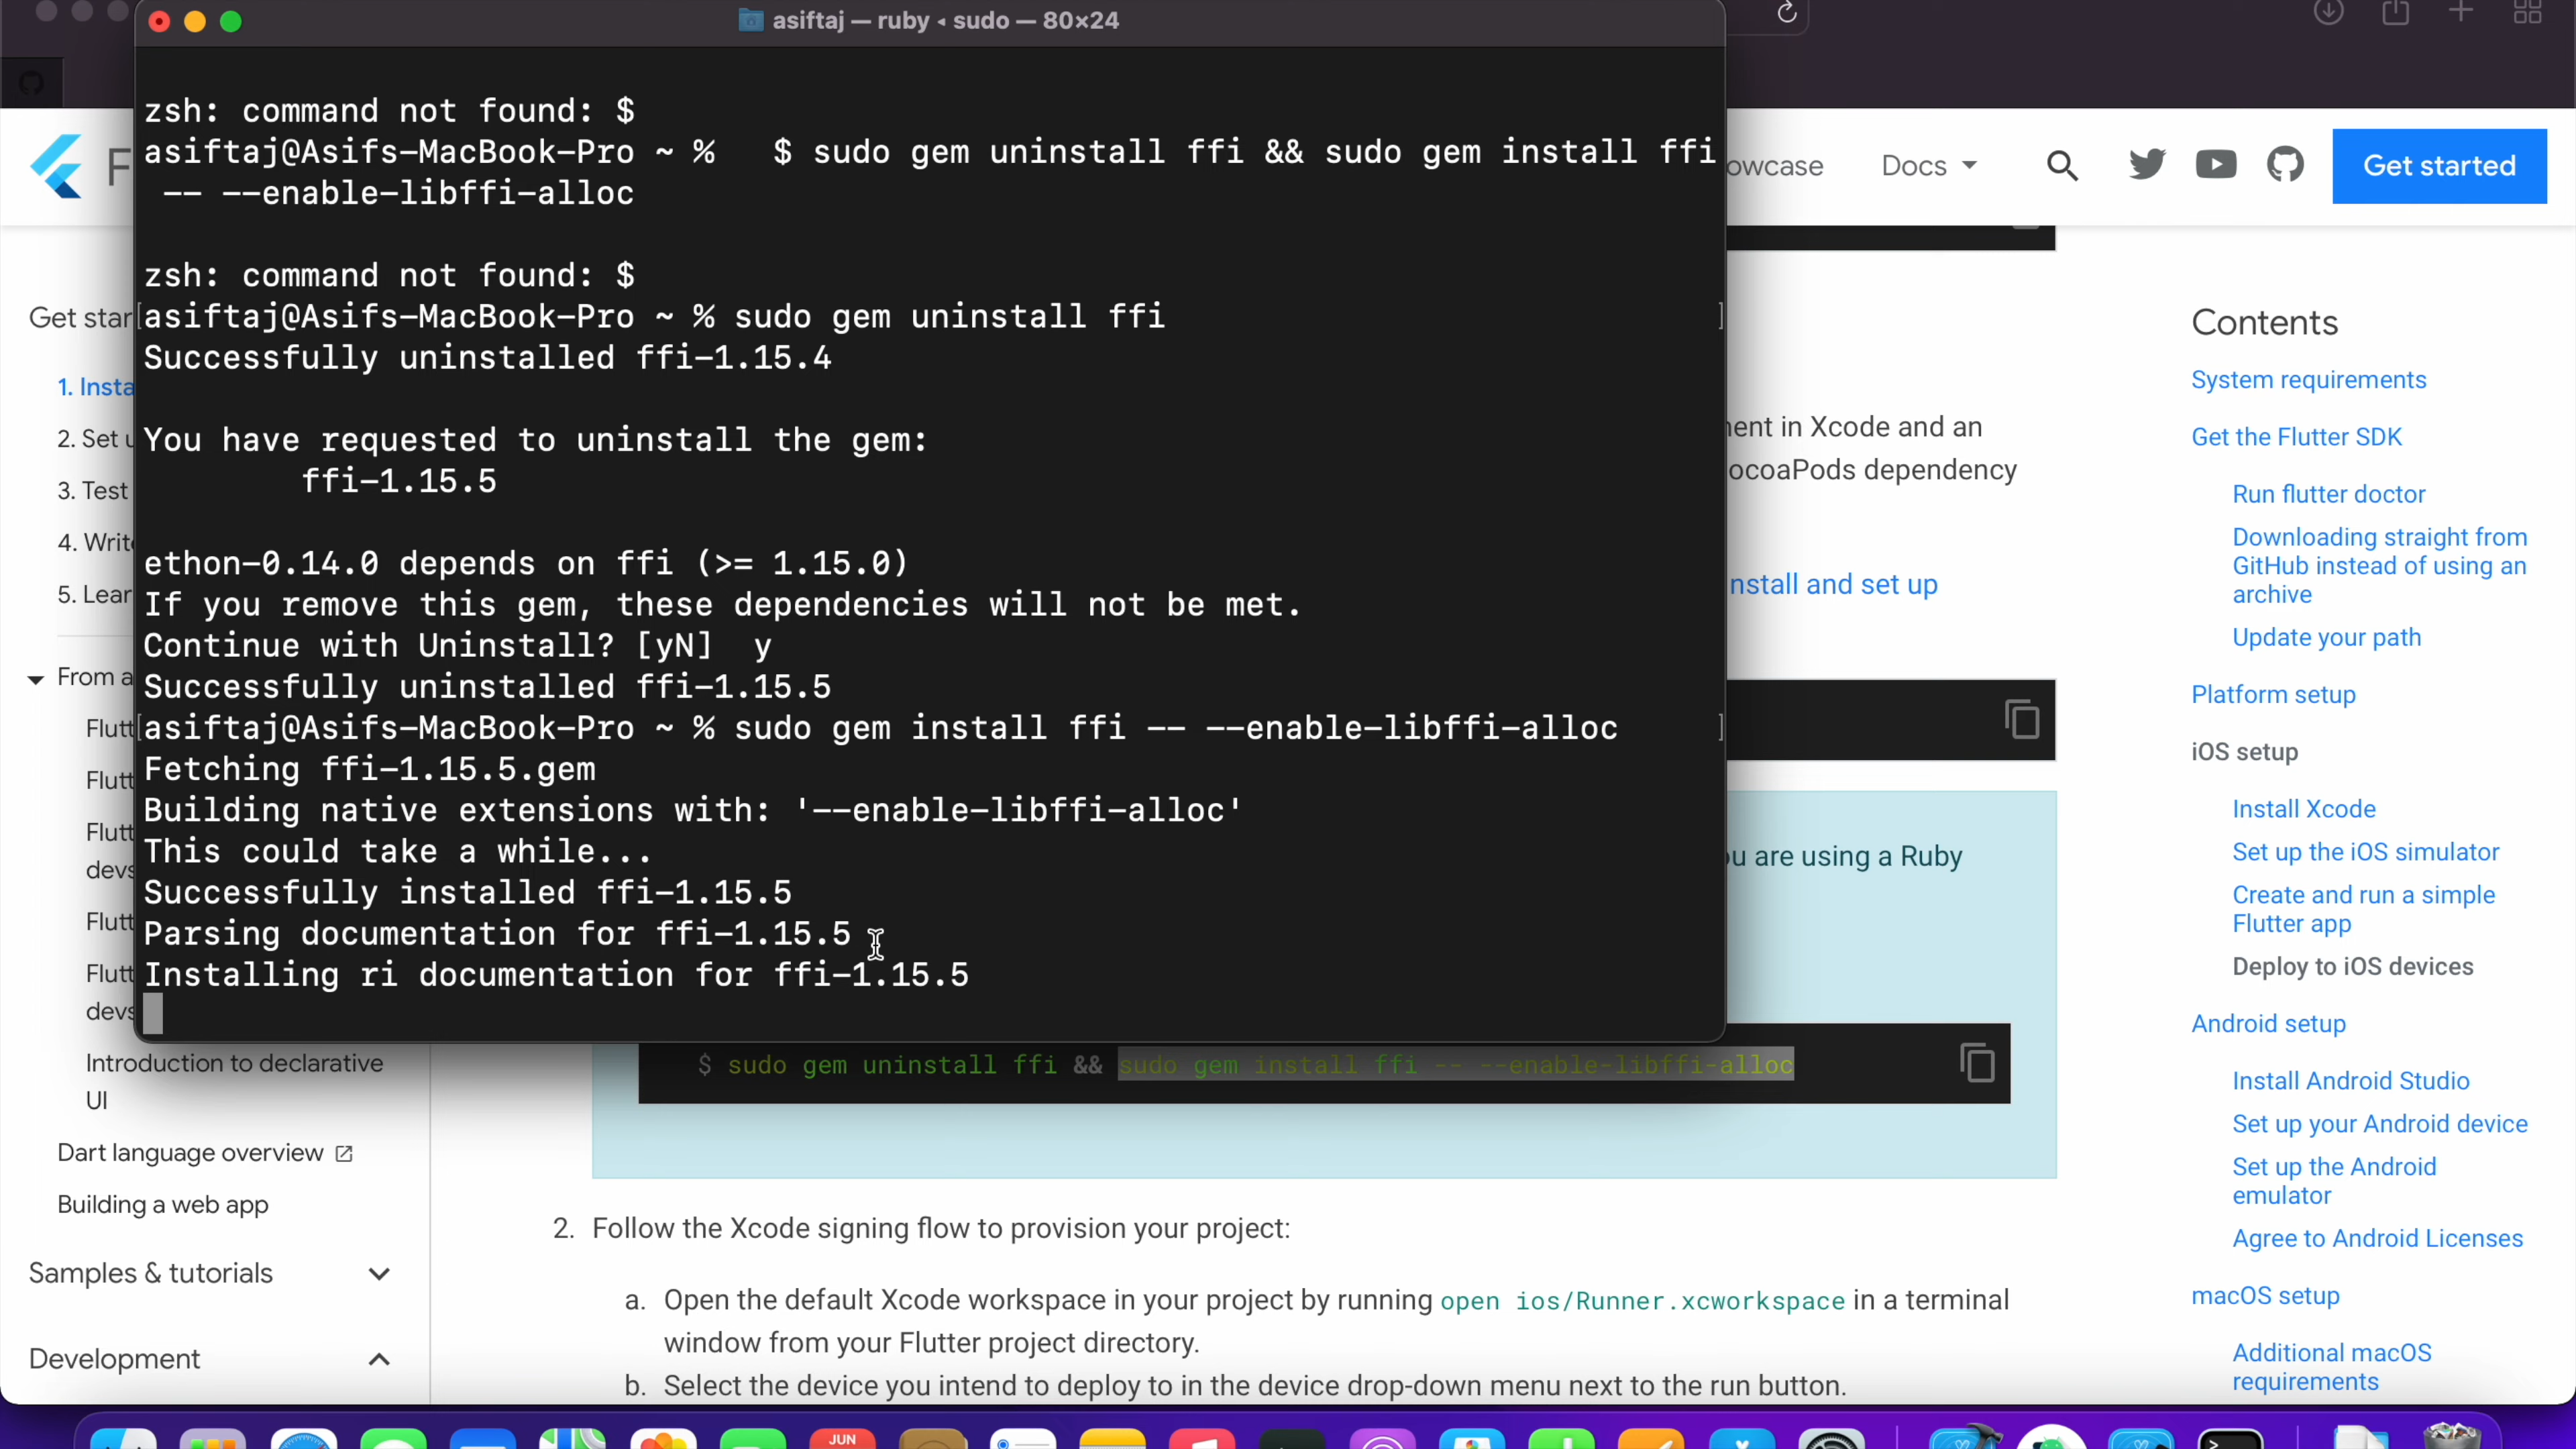 asiftaj — ruby ◂ sudo — 80×24
zsh: command not found: $
asiftaj@Asifs-MacBook-Pro ~ %   $ sudo gem uninstall ffi && sudo gem install ffi
-- --enable-libffi-alloc
zsh: command not found: $
[asiftaj@Asifs-MacBook-Pro ~ % sudo gem uninstall ffi ]
Successfully uninstalled ffi-1.15.4
You have requested to uninstall the gem:
ffi-1.15.5
ethon-0.14.0 depends on ffi (>= 1.15.0)
If you remove this gem, these dependencies will not be met.
Continue with Uninstall? [yN]  y
Successfully uninstalled ffi-1.15.5
[asiftaj@Asifs-MacBook-Pro ~ % sudo gem install ffi -- --enable-libffi-alloc ]
Fetching ffi-1.15.5.gem
Building native extensions with: '--enable-libffi-alloc'
This could take a while...
Successfully installed ffi-1.15.5
Parsing documentation for ffi-1.15.5
Installing ri documentation for ffi-1.15.5
F
owcase
Docs
Get started
Get star
1. Insta
2. Set u
3. Test
4. Write
5. Lear
From a
Flutt
Flutt
Flutt
devs
Flutt
Flutt
devs
Introduction to declarative
UI
Dart language overview
Building a web app
Samples & tutorials
Development
ment in Xcode and an
ocoaPods dependency
nstall and set up
ou are using a Ruby
$ sudo gem uninstall ffi && sudo gem install ffi -- --enable-libffi-alloc
2. Follow the Xcode signing flow to provision your project:
a. Open the default Xcode workspace in your project by running open ios/Runner.xcworkspace in a terminal
window from your Flutter project directory.
b. Select the device you intend to deploy to in the device drop-down menu next to the run button.
Contents
System requirements
Get the Flutter SDK
Run flutter doctor
Downloading straight from
GitHub instead of using an
archive
Update your path
Platform setup
iOS setup
Install Xcode
Set up the iOS simulator
Create and run a simple
Flutter app
Deploy to iOS devices
Android setup
Install Android Studio
Set up your Android device
Set up the Android
emulator
Agree to Android Licenses
macOS setup
Additional macOS
requirements
JUN